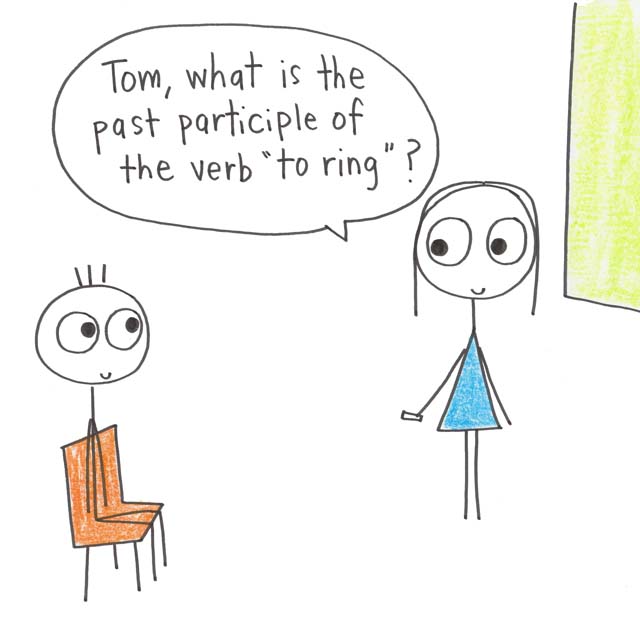 Tom, what is the
past participle of
the verb "to ring"?